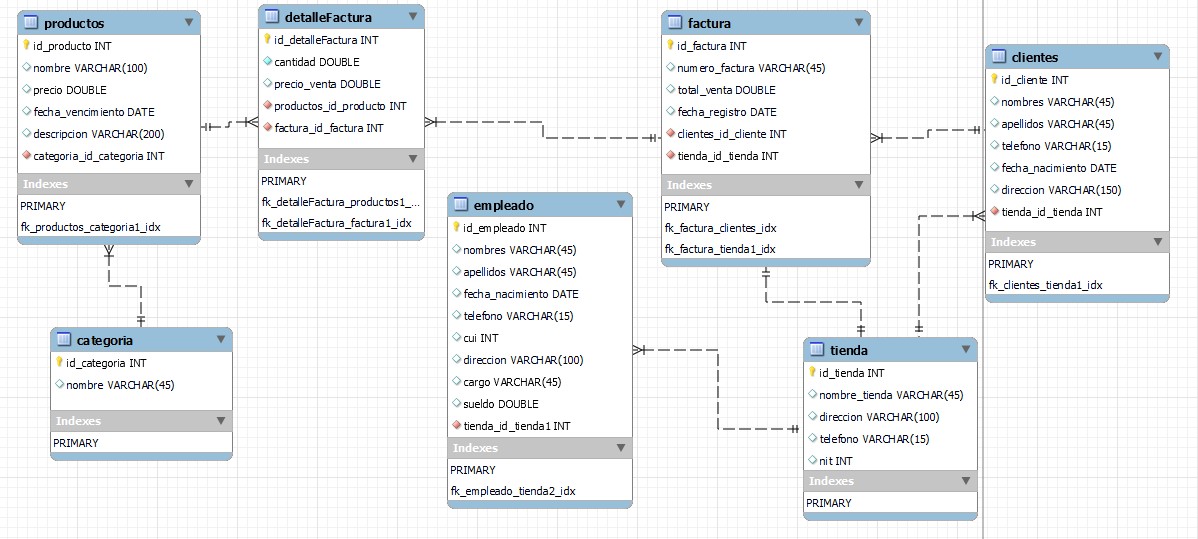 productos
id_producto INT
nombre VARCHAR(100)
precio DOUBLE
fecha_vencimiento DATE
descripcion VARCHAR(200)
categoria_id_categoria INT
Indexes
PRIMARY
fk_productos_categoria1_idx
detalleFactura
id_detalleFactura INT
cantidad DOUBLE
precio_venta DOUBLE
productos_id_producto INT
factura_id_factura INT
Indexes
PRIMARY
fk_detalleFactura_productos1_...
fk_detalleFactura_factura1_idx
factura
id_factura INT
numero_factura VARCHAR(45)
total_venta DOUBLE
fecha_registro DATE
clientes_id_cliente INT
tienda_id_tienda INT
Indexes
PRIMARY
fk_factura_clientes_idx
fk_factura_tienda1_idx
clientes
id_cliente INT
nombres VARCHAR(45)
apellidos VARCHAR(45)
telefono VARCHAR(15)
fecha_nacimiento DATE
direccion VARCHAR(150)
tienda_id_tienda INT
Indexes
PRIMARY
fk_clientes_tienda1_idx
categoria
id_categoria INT
nombre VARCHAR(45)
Indexes
PRIMARY
empleado
id_empleado INT
nombres VARCHAR(45)
apellidos VARCHAR(45)
fecha_nacimiento DATE
telefono VARCHAR(15)
cui INT
direccion VARCHAR(100)
cargo VARCHAR(45)
sueldo DOUBLE
tienda_id_tienda1 INT
Indexes
PRIMARY
fk_empleado_tienda2_idx
tienda
id_tienda INT
nombre_tienda VARCHAR(45)
direccion VARCHAR(100)
telefono VARCHAR(15)
nit INT
Indexes
PRIMARY